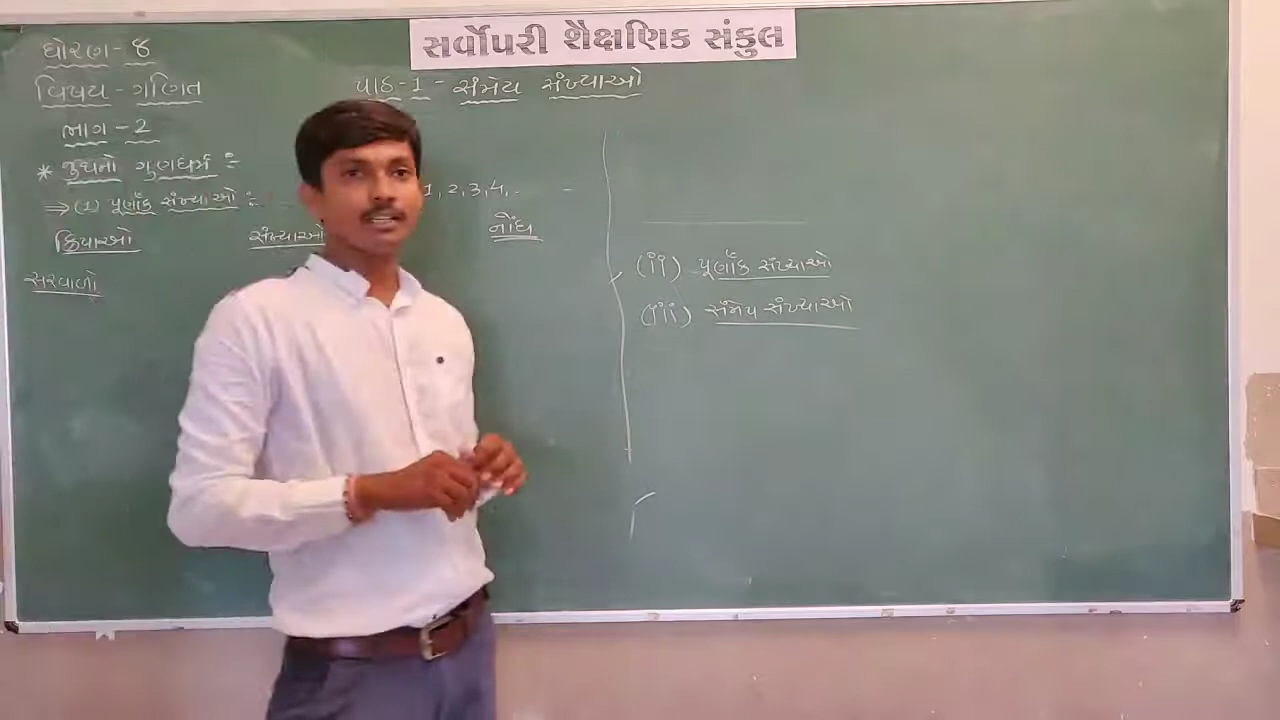 સર્વોપરી શૈક્ષણિક સંકુલ
ધોરણ - 8
વિષય - ગણિત
પાઠ - 1 - સંમેય સંખ્યાઓ
ભાગ - 2
* જુથનો ગુણધર્મ :-
⇒ (1) પૂર્ણાંક સંખ્યાઓ :- 1, 2, 3, 4, . -
ક્રિયાઓ સંખ્યાઓ નોંધ
સરવાળો
(ii) પૂર્ણાંક સંખ્યાઓ
(iii) સંમેય સંખ્યાઓ